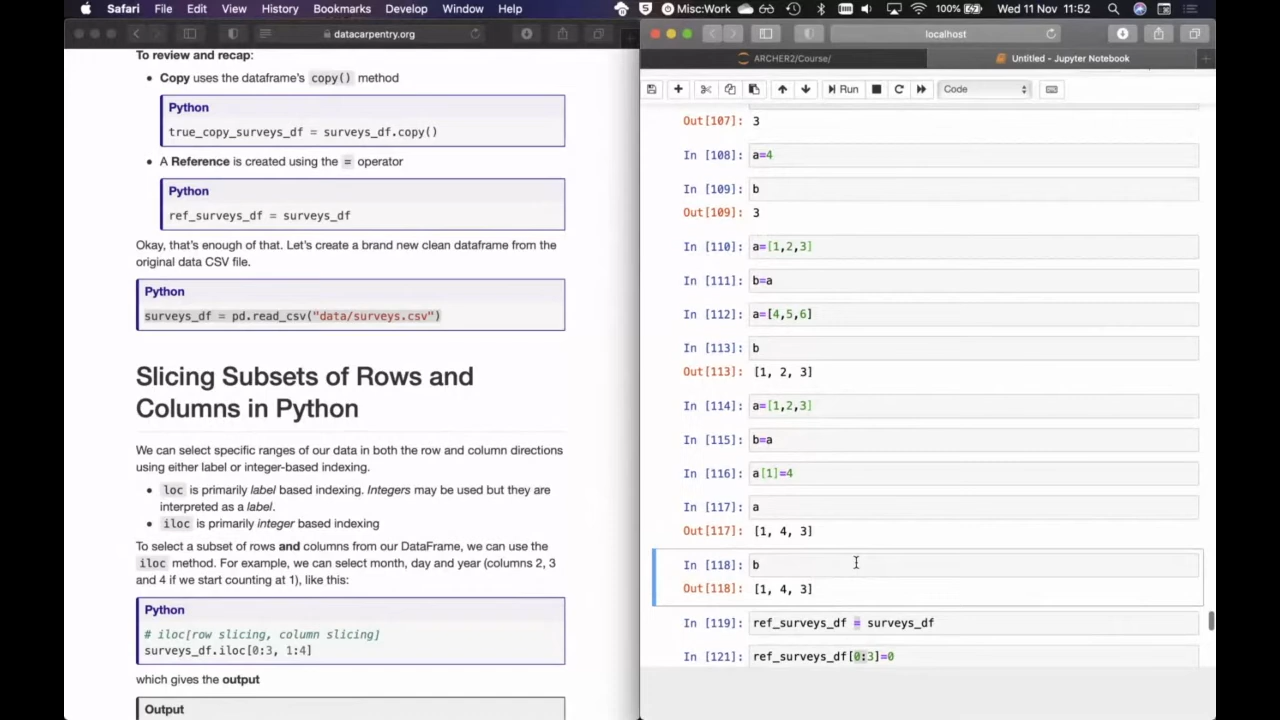 Safari File Edit View History Bookmarks Develop Window Help Misc:Work 100% Wed 11 Nov 11:52
datacarpentry.org
To review and recap:
• Copy uses the dataframe's copy() method
Python
true_copy_surveys_df = surveys_df.copy()
• A Reference is created using the = operator
Python
ref_surveys_df = surveys_df
Okay, that's enough of that. Let's create a brand new clean dataframe from the
original data CSV file.
Python
surveys_df = pd.read_csv("data/surveys.csv")
Slicing Subsets of Rows and
Columns in Python
We can select specific ranges of our data in both the row and column directions
using either label or integer-based indexing.
• loc is primarily label based indexing. Integers may be used but they are
interpreted as a label.
• iloc is primarily integer based indexing
To select a subset of rows and columns from our DataFrame, we can use the
iloc method. For example, we can select month, day and year (columns 2, 3
and 4 if we start counting at 1), like this:
Python
# iloc[row slicing, column slicing]
surveys_df.iloc[0:3, 1:4]
which gives the output
Output
localhost
ARCHER2/Course/
Untitled - Jupyter Notebook
Run
Code
Out[107]: 3
In [108]: a=4
In [109]: b
Out[109]: 3
In [110]: a=[1,2,3]
In [111]: b=a
In [112]: a=[4,5,6]
In [113]: b
Out[113]: [1, 2, 3]
In [114]: a=[1,2,3]
In [115]: b=a
In [116]: a[1]=4
In [117]: a
Out[117]: [1, 4, 3]
In [118]: b
Out[118]: [1, 4, 3]
In [119]: ref_surveys_df = surveys_df
In [121]: ref_surveys_df[0:3]=0